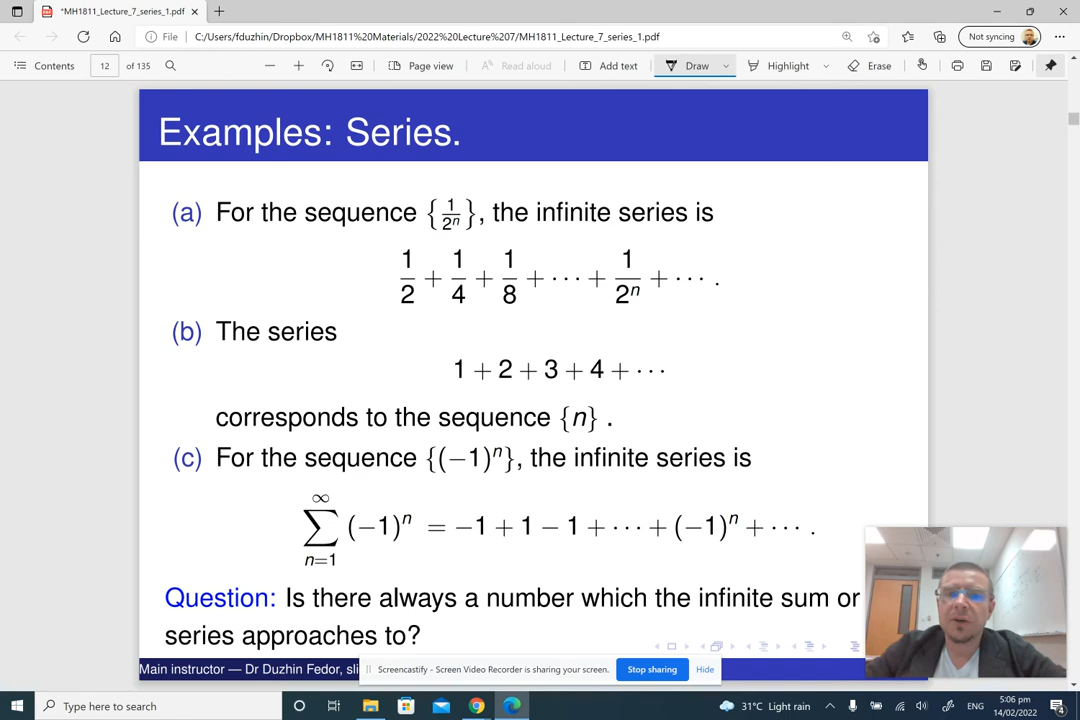 *MH1811_Lecture_7_series_1.pdf
File C:/Users/fduzhin/Dropbox/MH1811%20Materials/2022%20Lecture%207/MH1811_Lecture_7_series_1.pdf Not syncing
Contents 12 of 135 Page view Read aloud Add text Draw Highlight Erase
Examples: Series.
(a) For the sequence {1/2ⁿ}, the infinite series is
1/2 + 1/4 + 1/8 + ⋯ + 1/2ⁿ + ⋯ .
(b) The series
1 + 2 + 3 + 4 + ⋯
corresponds to the sequence {n} .
(c) For the sequence {(−1)ⁿ}, the infinite series is
∞
∑ (−1)ⁿ = −1 + 1 − 1 + ⋯ + (−1)ⁿ + ⋯ .
n=1
Question: Is there always a number which the infinite sum or
series approaches to?
Main instructor — Dr Duzhin Fedor, sli
Screencastify - Screen Video Recorder is sharing your screen. Stop sharing Hide
Type here to search 31°C Light rain ENG 5:06 pm
14/02/2022 4